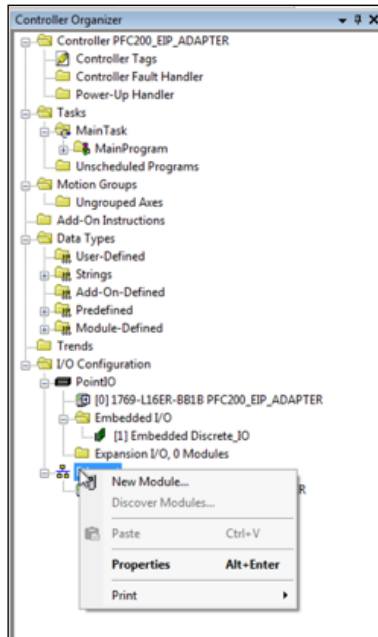 Controller Organizer
Controller PFC200_EIP_ADAPTER
Controller Tags
Controller Fault Handler
Power-Up Handler
Tasks
MainTask
MainProgram
Unscheduled Programs
Motion Groups
Ungrouped Axes
Add-On Instructions
Data Types
User-Defined
Strings
Add-On-Defined
Predefined
Module-Defined
Trends
I/O Configuration
PointIO
[0] 1769-L16ER-BB1B PFC200_EIP_ADAPTER
Embedded I/O
[1] Embedded Discrete_IO
Expansion I/O, 0 Modules
New Module...
Discover Modules...
Paste Ctrl+V
Properties Alt+Enter
Print